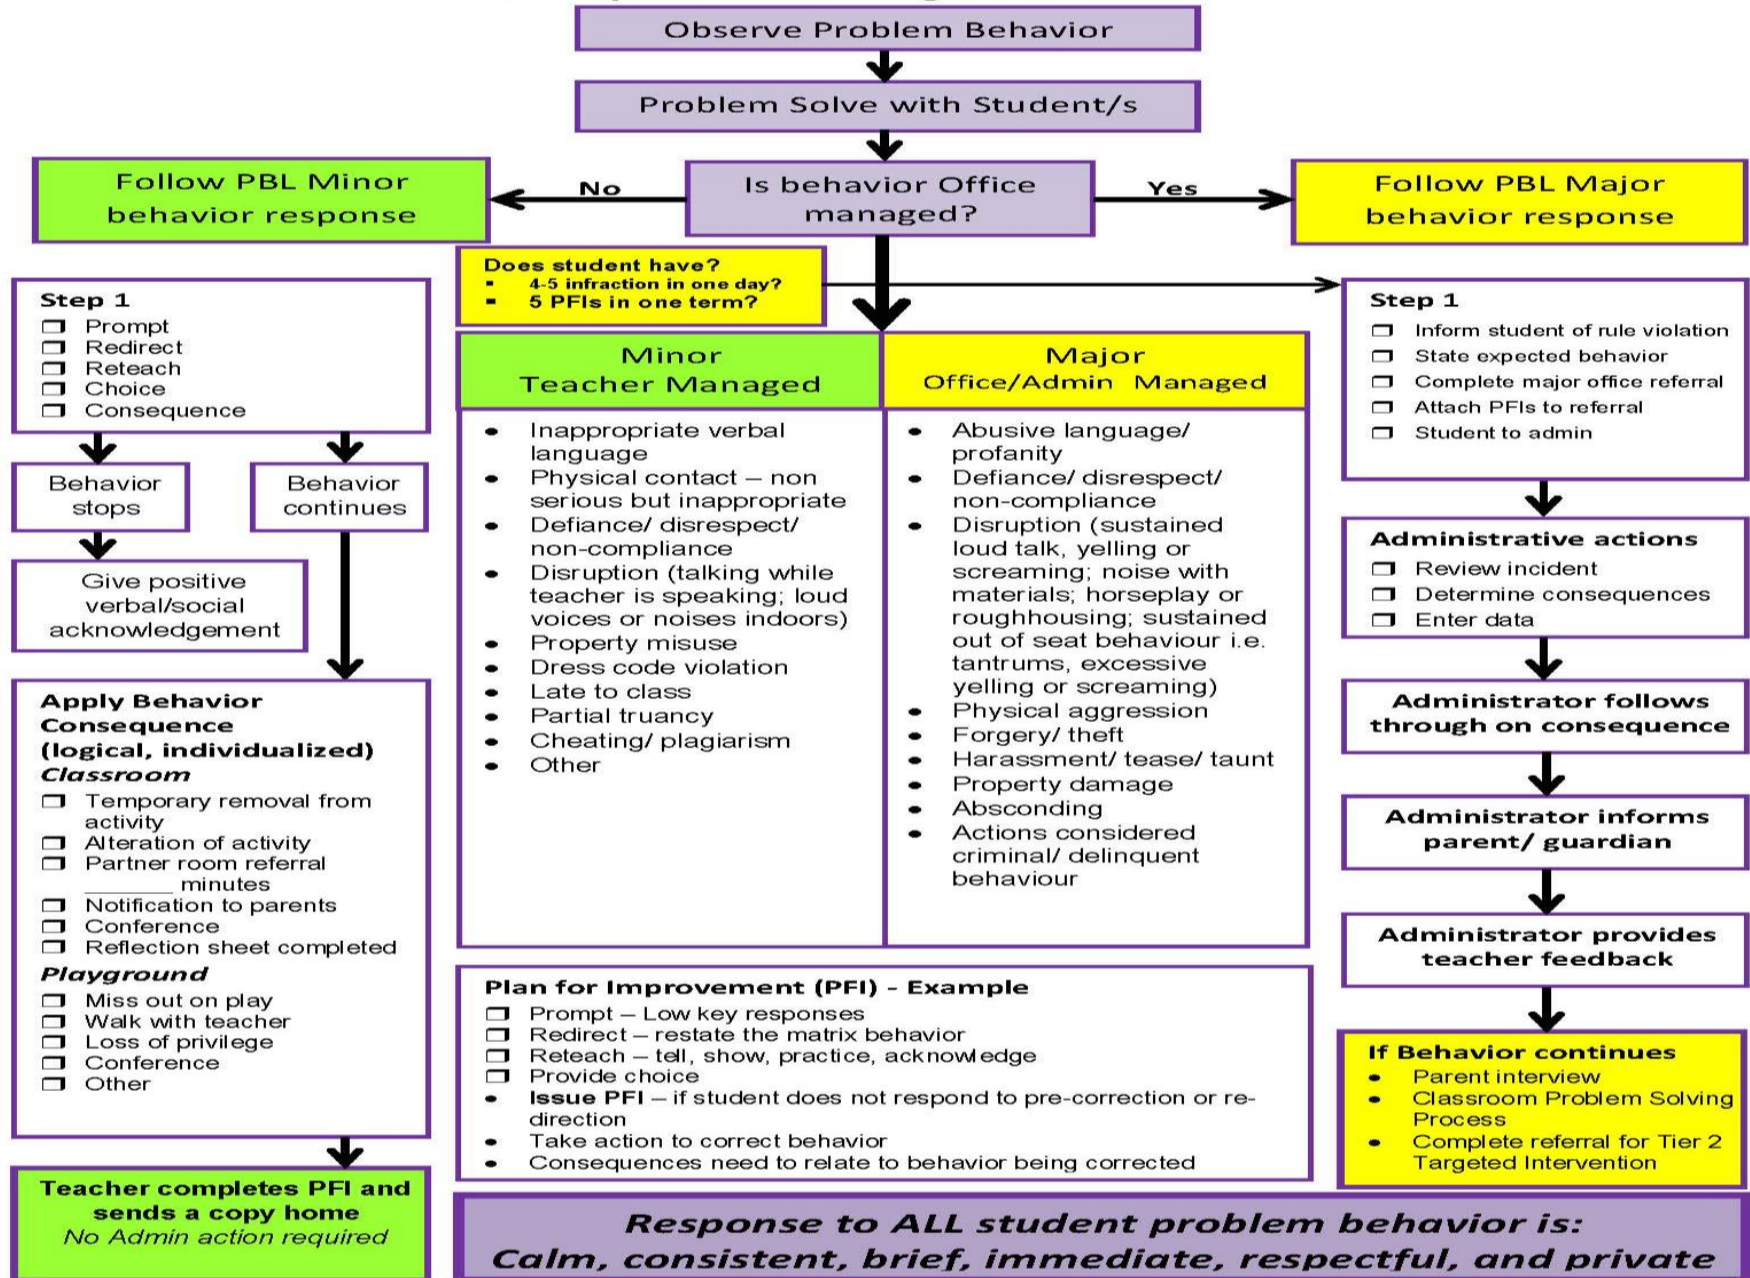 Observe Problem Behavior
Problem Solve with Student/s
Follow PBL Minor
behavior response
No
Is behavior Office
managed?
Yes
Follow PBL Major
behavior response
Does student have?
4-5 infraction in one day?
5 PFIs in one term?
Step 1
Prompt
Redirect
Reteach
Choice
Consequence
Behavior
stops
Behavior
continues
Give positive
verbal/social
acknowledgement
Apply Behavior
Consequence
(logical, individualized)
Classroom
Temporary removal from
activity
Alteration of activity
Partner room referral
_______ minutes
Notification to parents
Conference
Reflection sheet completed
Playground
Miss out on play
Walk with teacher
Loss of privilege
Conference
Other
Teacher completes PFI and
sends a copy home
No Admin action required
Minor
Teacher Managed
Inappropriate verbal
language
Physical contact – non
serious but inappropriate
Defiance/ disrespect/
non-compliance
Disruption (talking while
teacher is speaking; loud
voices or noises indoors)
Property misuse
Dress code violation
Late to class
Partial truancy
Cheating/ plagiarism
Other
Major
Office/Admin Managed
Abusive language/
profanity
Defiance/ disrespect/
non-compliance
Disruption (sustained
loud talk, yelling or
screaming; noise with
materials; horseplay or
roughhousing; sustained
out of seat behaviour i.e.
tantrums, excessive
yelling or screaming)
Physical aggression
Forgery/ theft
Harassment/ tease/ taunt
Property damage
Absconding
Actions considered
criminal/ delinquent
behaviour
Plan for Improvement (PFI) - Example
Prompt – Low key responses
Redirect – restate the matrix behavior
Reteach – tell, show, practice, acknowledge
Provide choice
Issue PFI – if student does not respond to pre-correction or re-
direction
Take action to correct behavior
Consequences need to relate to behavior being corrected
Step 1
Inform student of rule violation
State expected behavior
Complete major office referral
Attach PFIs to referral
Student to admin
Administrative actions
Review incident
Determine consequences
Enter data
Administrator follows
through on consequence
Administrator informs
parent/ guardian
Administrator provides
teacher feedback
If Behavior continues
Parent interview
Classroom Problem Solving
Process
Complete referral for Tier 2
Targeted Intervention
Response to ALL student problem behavior is:
Calm, consistent, brief, immediate, respectful, and private